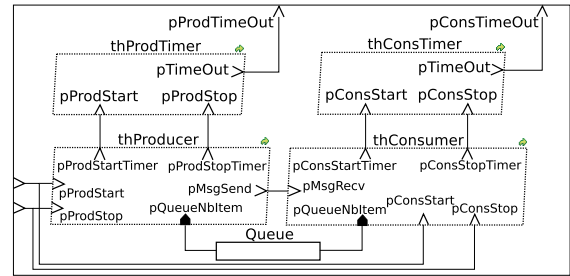 pProdTimeOut
pConsTimeOut
thProdTimer
thConsTimer
pTimeOut
pTimeOut
pProdStart
pProdStop
pConsStart
pConsStop
thProducer
thConsumer
pProdStartTimer
pProdStopTimer
pConsStartTimer
pConsStopTimer
pProdStart
pMsgSend
pMsgRecv
pProdStop
pQueueNbItem
pQueueNbItem
pConsStart
pConsStop
Queue